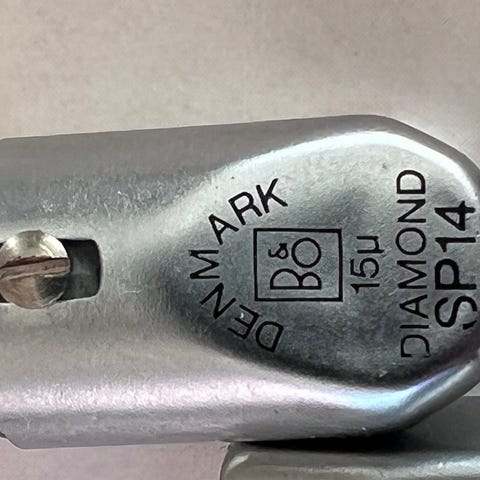 DENMARK
B&O
15µ
DIAMOND
SP14